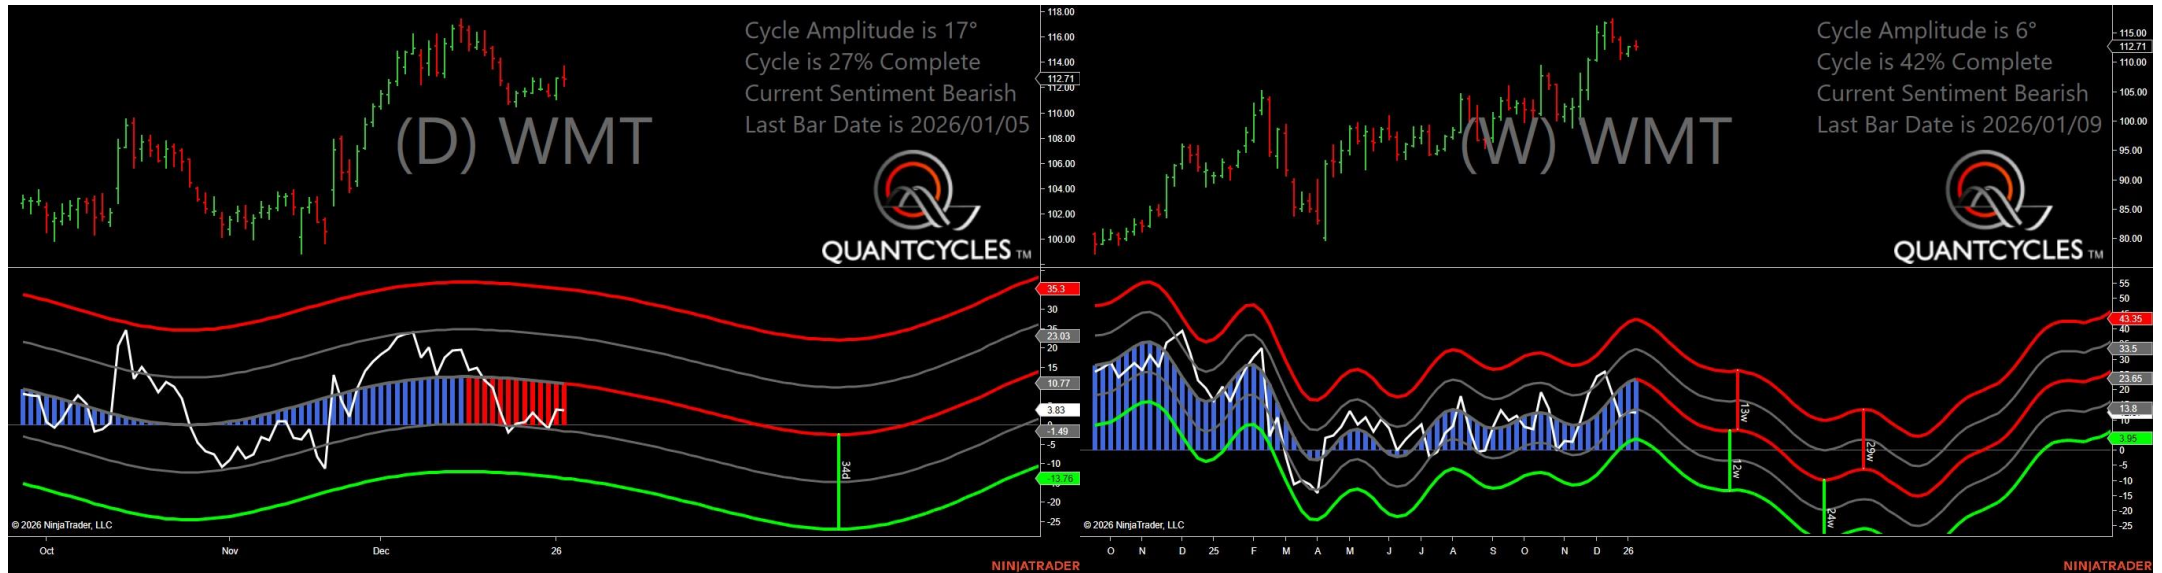 Cycle Amplitude is 17°
Cycle is 27% Complete
Current Sentiment Bearish
Last Bar Date is 2026/01/05
(D) WMT
QUANTCYCLES TM
118.00
116.00
114.00
112.71
112.00
110.00
108.00
106.00
104.00
102.00
100.00
35.3
30
23.03
20
15
10.77
3.83
-1.49
-5
-10
-13.76
-20
-25
34d
© 2026 NinjaTrader, LLC
Oct Nov Dec 26
NINJATRADER
Cycle Amplitude is 6°
Cycle is 42% Complete
Current Sentiment Bearish
Last Bar Date is 2026/01/09
(W) WMT
QUANTCYCLES TM
115.00
112.71
110.00
105.00
100.00
95.00
90.00
85.00
80.00
55
50
43.35
40
33.5
30
23.65
20
13.8
3.95
0
-5
-10
-15
-20
-25
13w
12w
29w
24w
© 2026 NinjaTrader, LLC
O N D 25 F M A M J J A S O N D 26
NINJATRADER